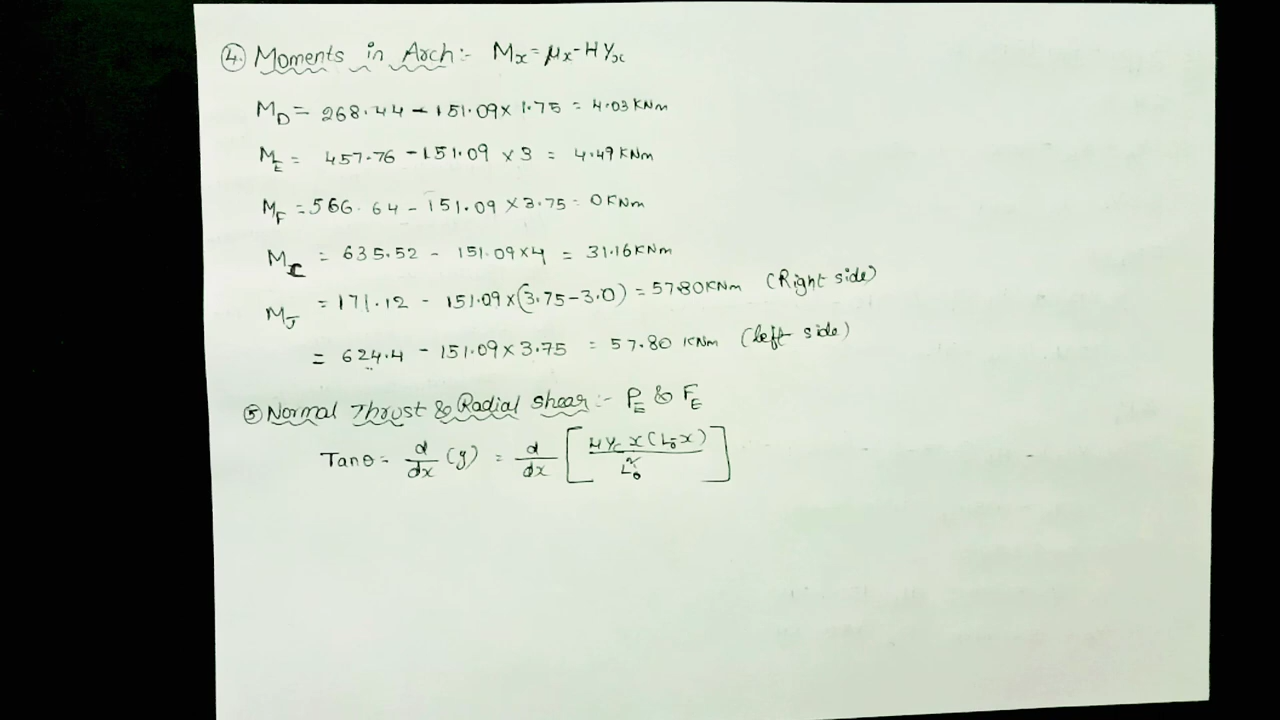 ④ Moments in Arch:- Mx = μx - H yx
MD = 268.44 - 151.09 x 1.75 = 4.03 KNm
ME = 457.76 - 151.09 x 3 = 4.49 KNm
MF = 566.64 - 151.09 x 3.75 = 0 KNm
MC = 635.52 - 151.09 x 4 = 31.16 KNm
MJ = 171.12 - 151.09 x (3.75 - 3.0) = 57.80 KNm (Right side)
= 624.4 - 151.09 x 3.75 = 57.80 KNm (left side)
⑤ Normal Thrust & Radial Shear:- PE & FE
Tanθ = d/dx (y) = d/dx [4yc x (L0 - x) / L0²]